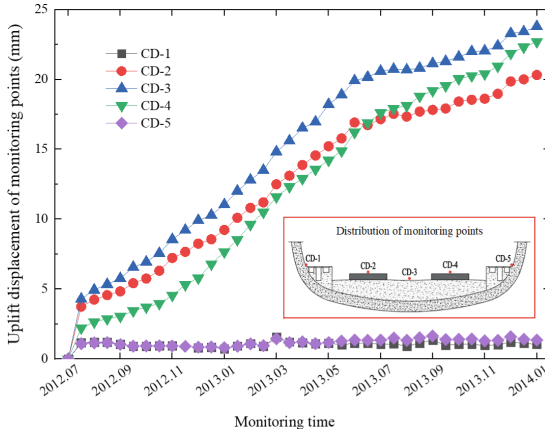 Uplift displacement of monitoring points (mm)
25
20
15
10
5
0
CD-1
CD-2
CD-3
CD-4
CD-5
Distribution of monitoring points
CD-1
CD-2
CD-3
CD-4
CD-5
2012.07
2012.09
2012.11
2013.01
2013.03
2013.05
2013.07
2013.09
2013.11
2014.01
Monitoring time